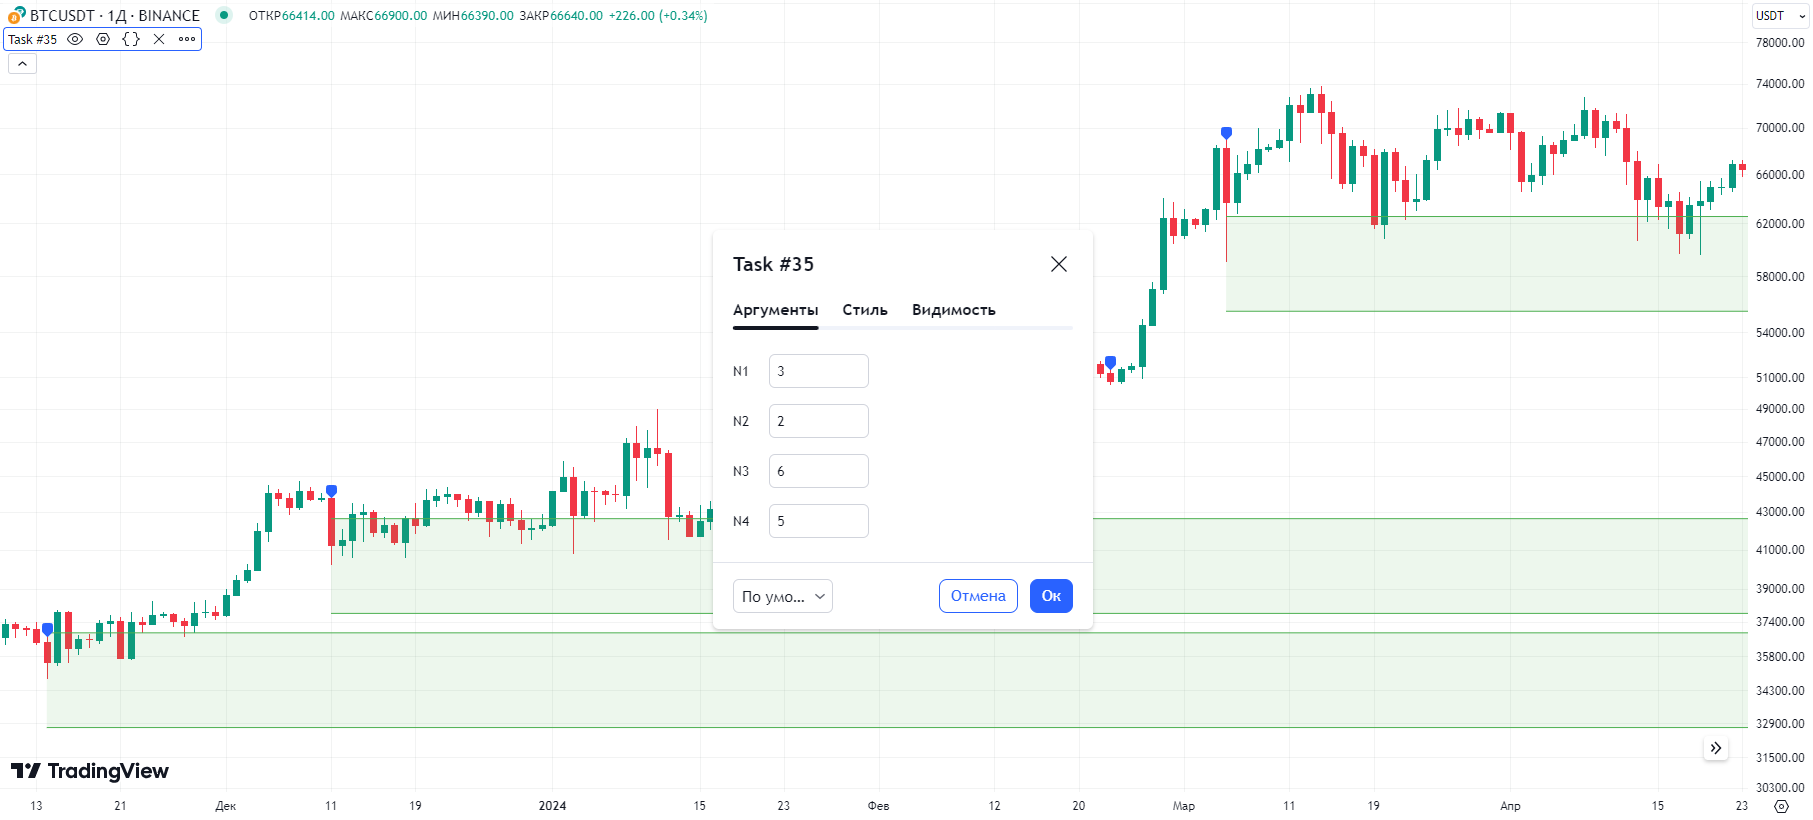 BTCUSDT · 1Д · BINANCE ОТКР66414.00 МАКС66900.00 МИН66390.00 ЗАКР66640.00 +226.00 (+0.34%)
USDT
Task #35
78000.00
74000.00
70000.00
66000.00
62000.00
58000.00
54000.00
51000.00
49000.00
47000.00
45000.00
43000.00
41000.00
39000.00
37400.00
35800.00
34300.00
32900.00
31500.00
30300.00
Task #35
Аргументы Стиль Видимость
N1 3
N2 2
N3 6
N4 5
По умо... Отмена Ок
TradingView
13 21 Дек 11 19 2024 15 23 Фев 12 20 Мар 11 19 Апр 15 23